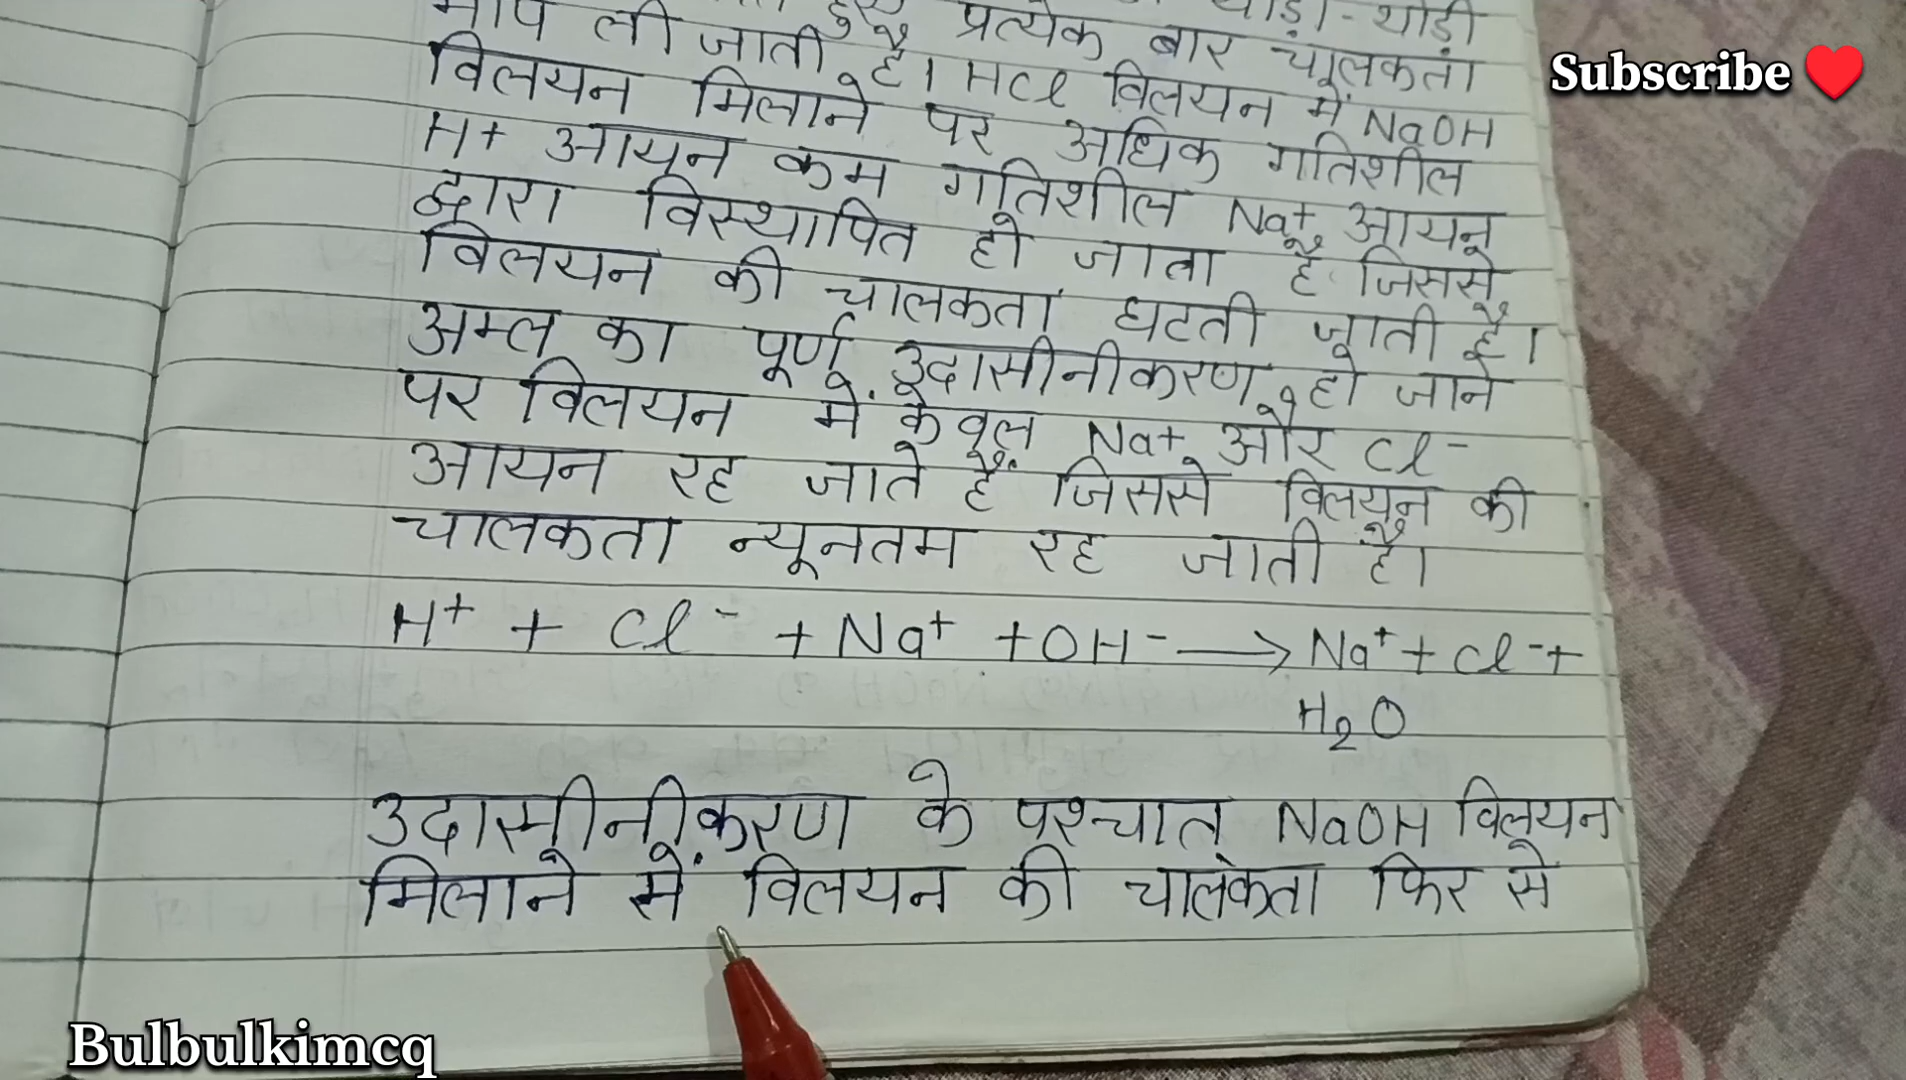 हुए प्रत्येक बार चालकता
माप ली जाती है। HCl विलयन में NaOH
विलयन मिलाने पर अधिक गतिशील
H+ आयन कम गतिशील Na+ आयन
द्वारा विस्थापित हो जाता है जिससे
विलयन की चालकता घटती जाती है।
अम्ल का पूर्ण उदासीनीकरण हो जाने
पर विलयन में केवल Na+ और Cl-
आयन रह जाते हैं जिससे विलयन की
चालकता न्यूनतम रह जाती है।
H+ + Cl- + Na+ + OH- → Na+ + Cl- +
H2O
उदासीनीकरण के पश्चात NaOH विलयन
मिलाने में विलयन की चालकता फिर से
Subscribe ❤️
Bulbulkimcq